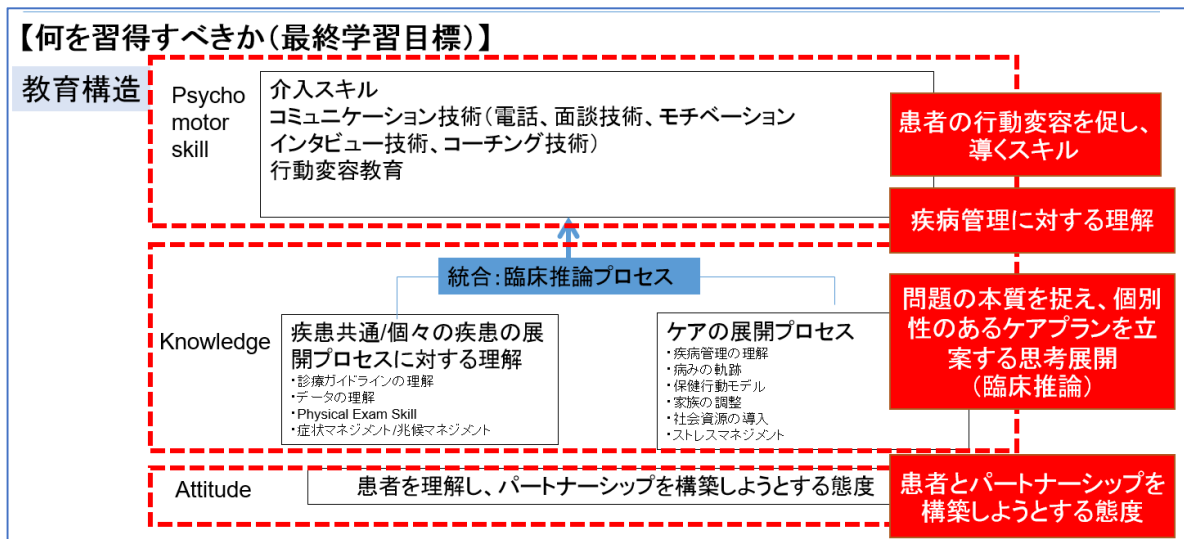 【何を習得すべきか(最終学習目標)】
教育構造
Psycho
motor
skill
介入スキル
コミュニケーション技術(電話、面談技術、モチベーション
インタビュー技術、コーチング技術)
行動変容教育
患者の行動変容を促し、
導くスキル
疾病管理に対する理解
統合:臨床推論プロセス
Knowledge
疾患共通/個々の疾患の展
開プロセスに対する理解
・診療ガイドラインの理解
・データの理解
・Physical Exam Skill
・症状マネジメント/兆候マネジメント
ケアの展開プロセス
・疾病管理の理解
・病みの軌跡
・保健行動モデル
・家族の調整
・社会資源の導入
・ストレスマネジメント
問題の本質を捉え、個別
性のあるケアプランを立
案する思考展開
(臨床推論)
Attitude
患者を理解し、パートナーシップを構築しようとする態度
患者とパートナーシップを
構築しようとする態度